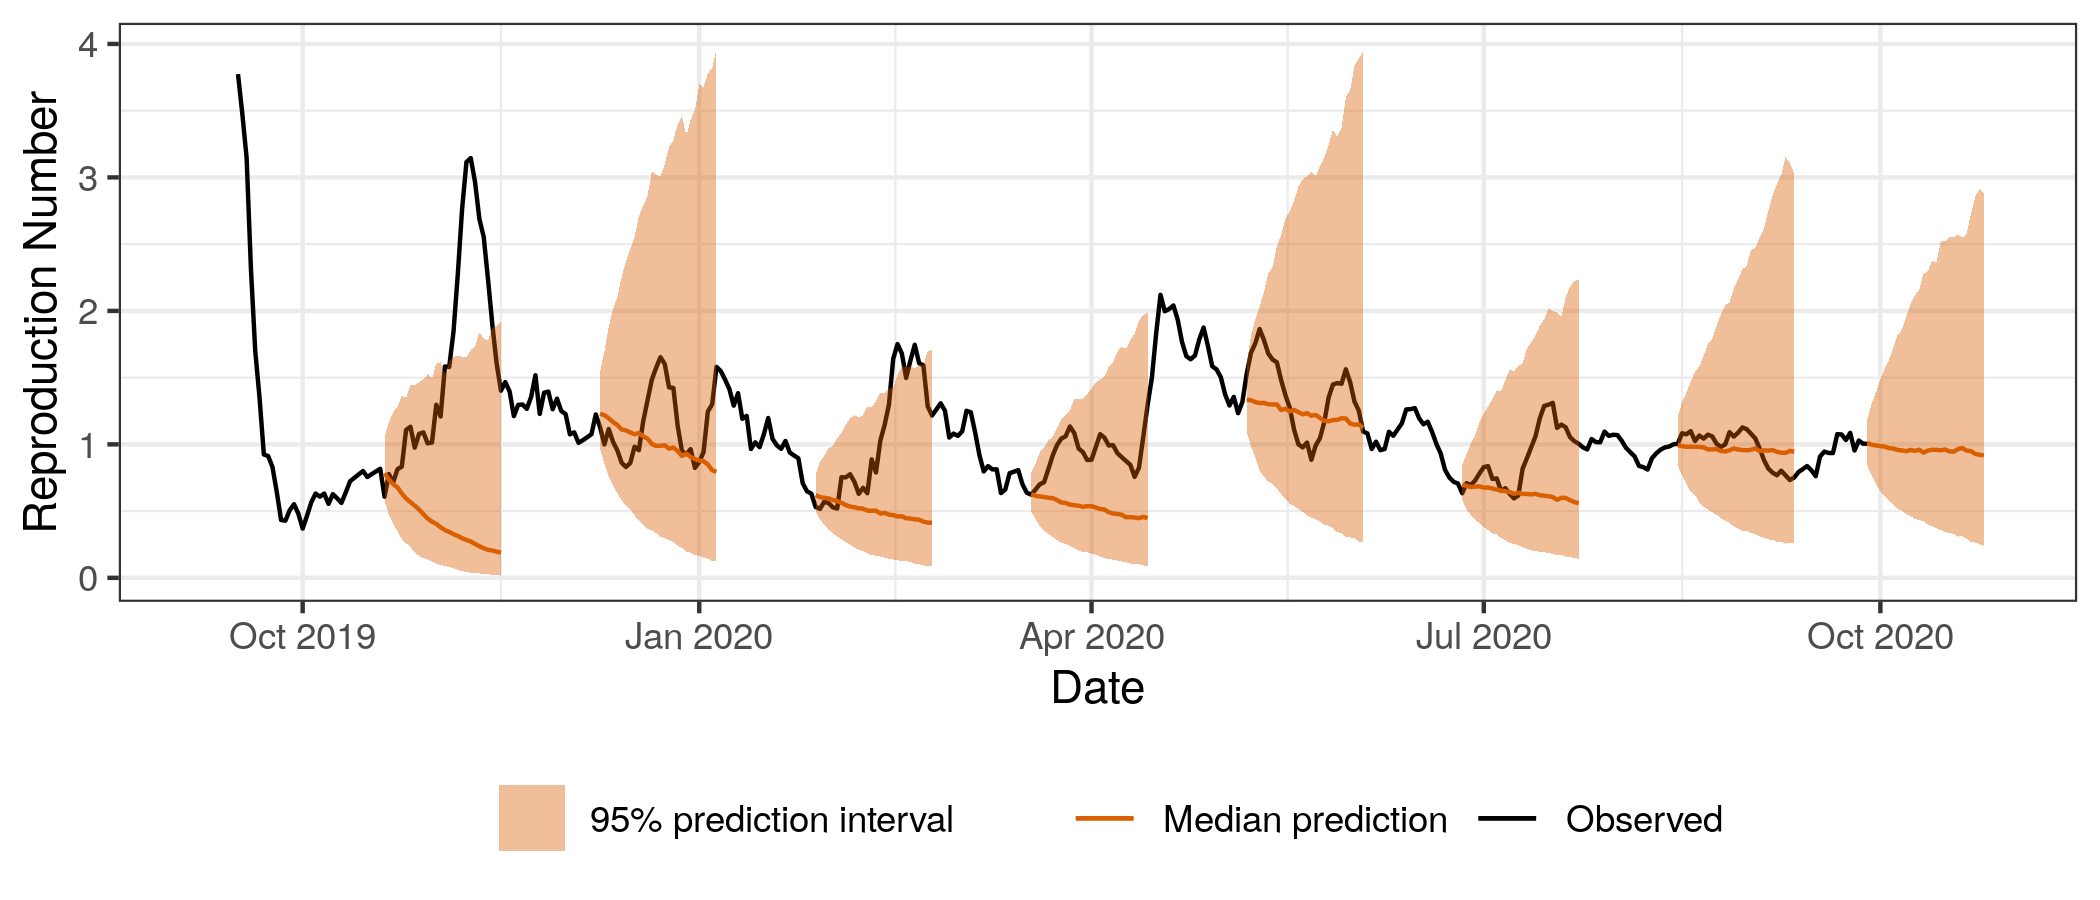 4
3
2
1
0
Reproduction Number
Oct 2019
Jan 2020
Apr 2020
Jul 2020
Oct 2020
Date
95% prediction interval
Median prediction
Observed